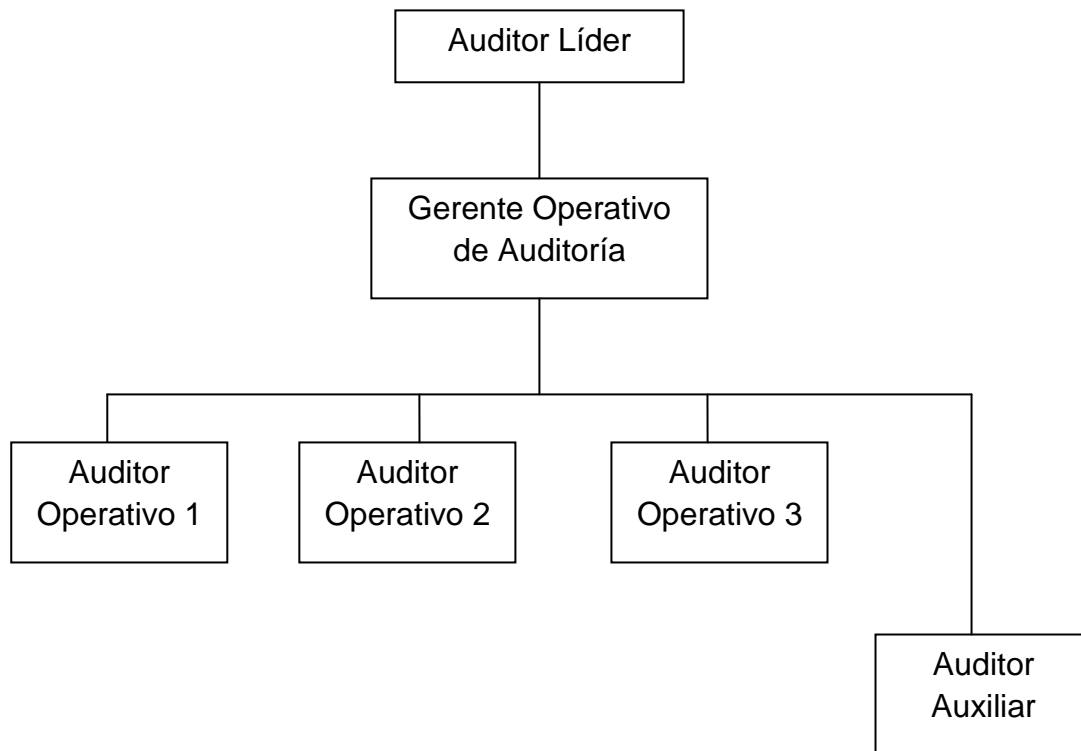 Auditor Líder
Gerente Operativo
de Auditoría
Auditor
Operativo 1
Auditor
Operativo 2
Auditor
Operativo 3
Auditor
Auxiliar